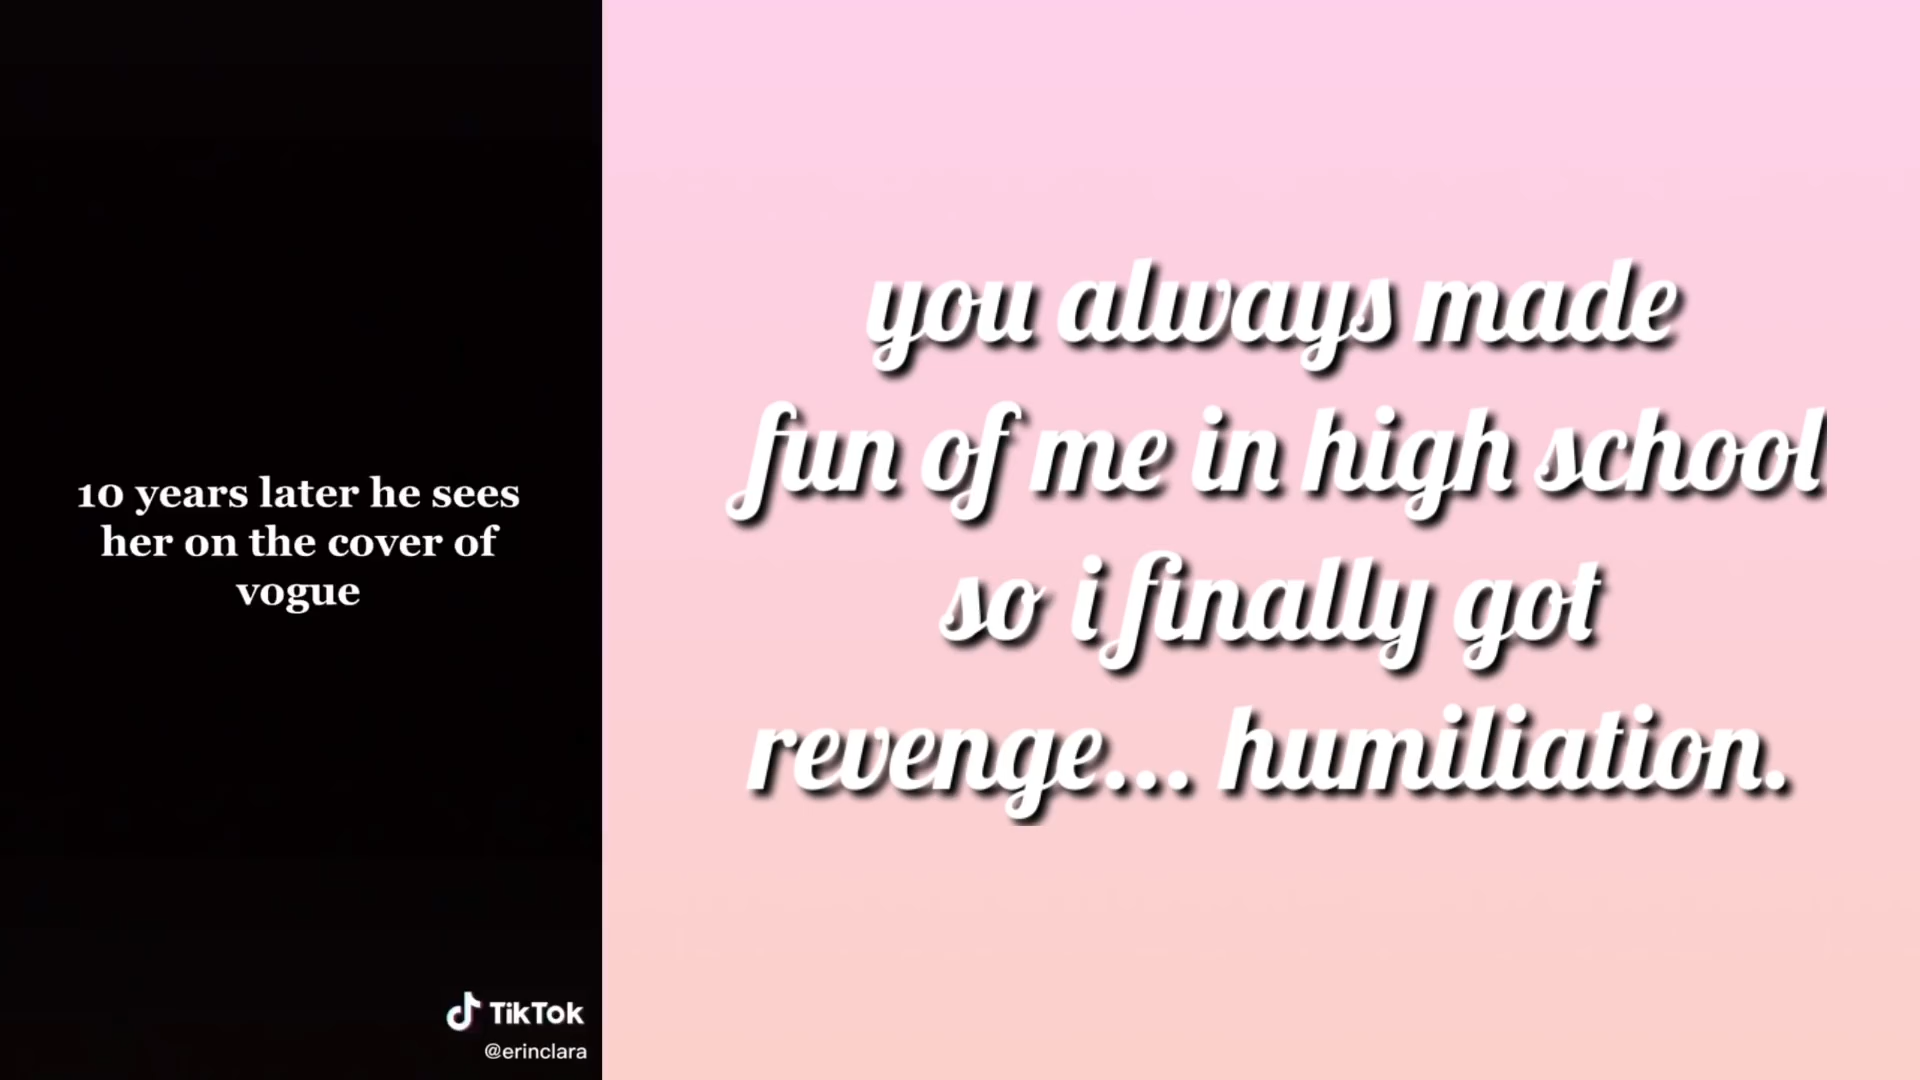 10 years later he sees
her on the cover of
vogue
TikTok
@erinclara
you always made
fun of me in high school
so i finally got
revenge... humiliation.